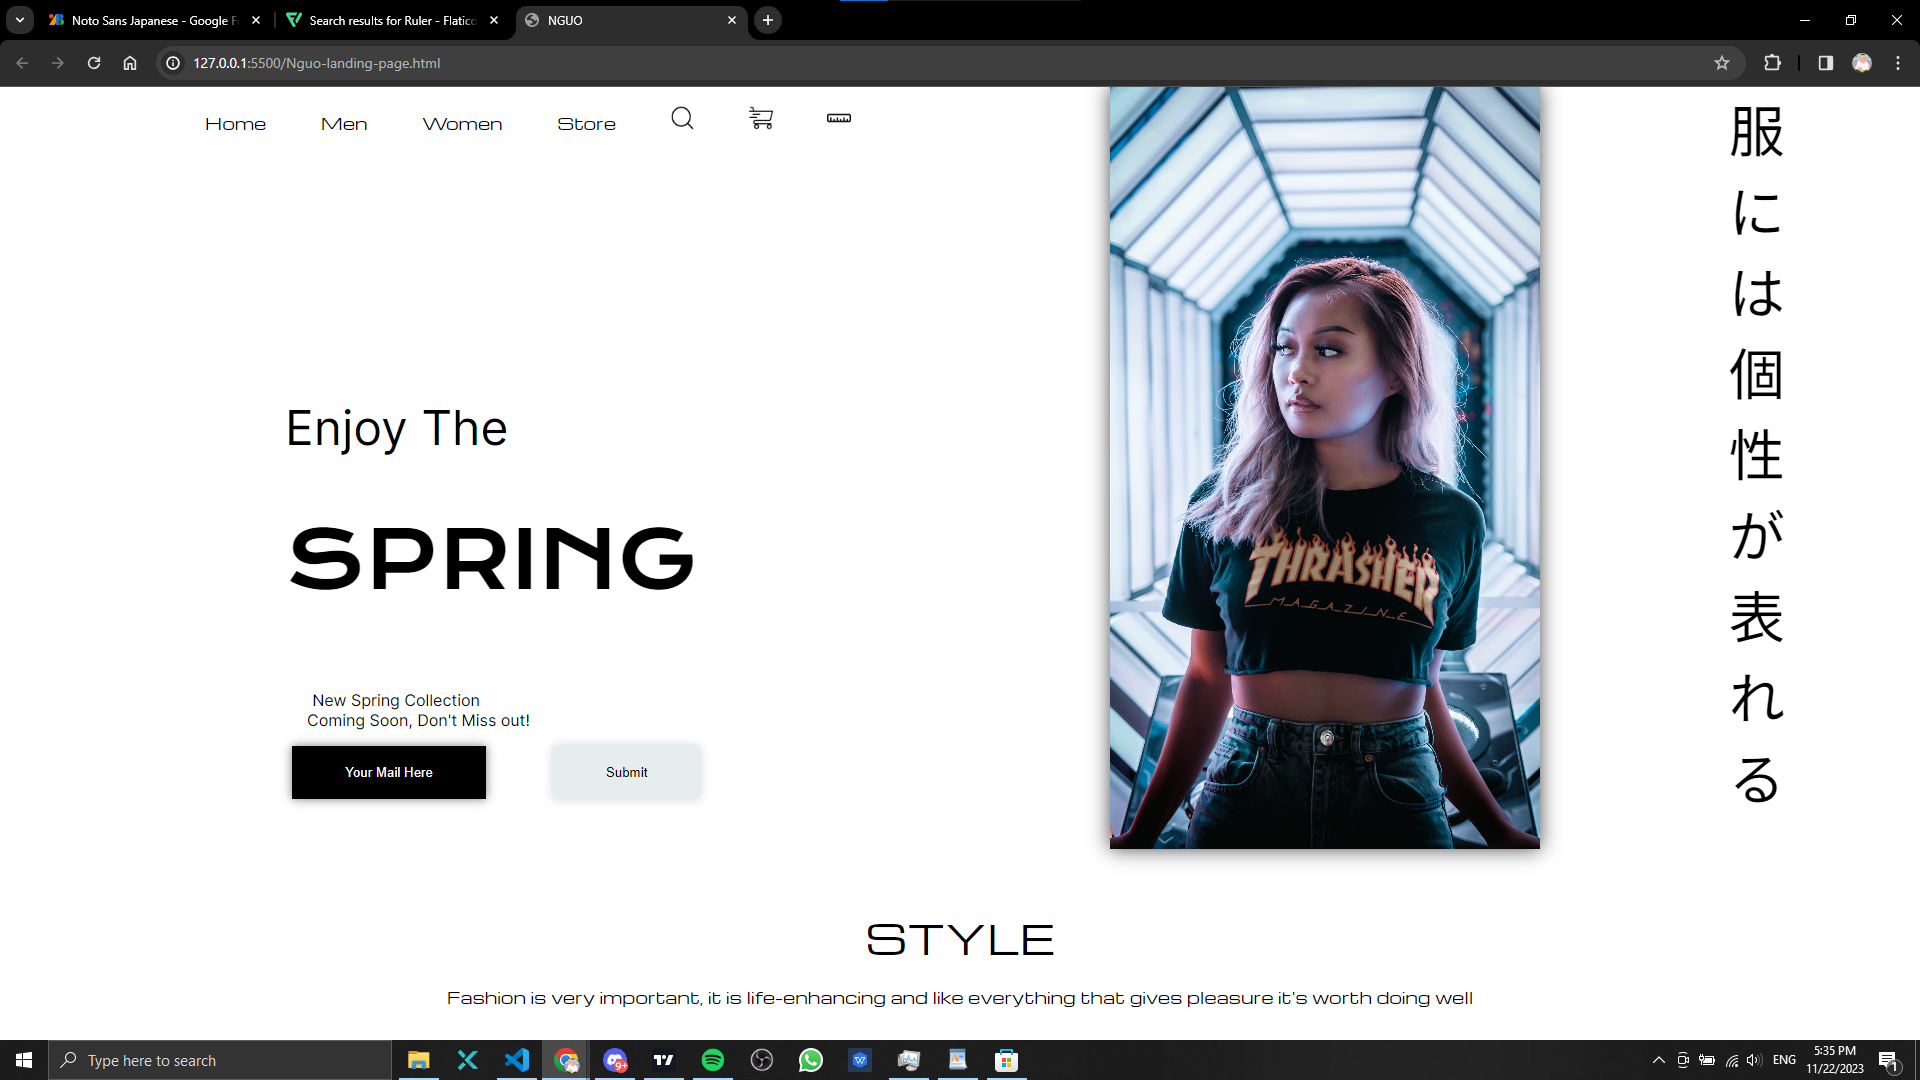 Noto Sans Japanese - Google F
Search results for Ruler - Flatico
NGUO
127.0.0.1:5500/Nguo-landing-page.html
Home
Men
Women
Store
Enjoy The
SPRING
New Spring Collection
Coming Soon, Don't Miss out!
Your Mail Here
Submit
THRASHER
MAGAZINE
服には個性が表れる
STYLE
Fashion is very important, it is life-enhancing and like everything that gives pleasure it's worth doing well
Type here to search
9+
ENG
5:35 PM
11/22/2023
1